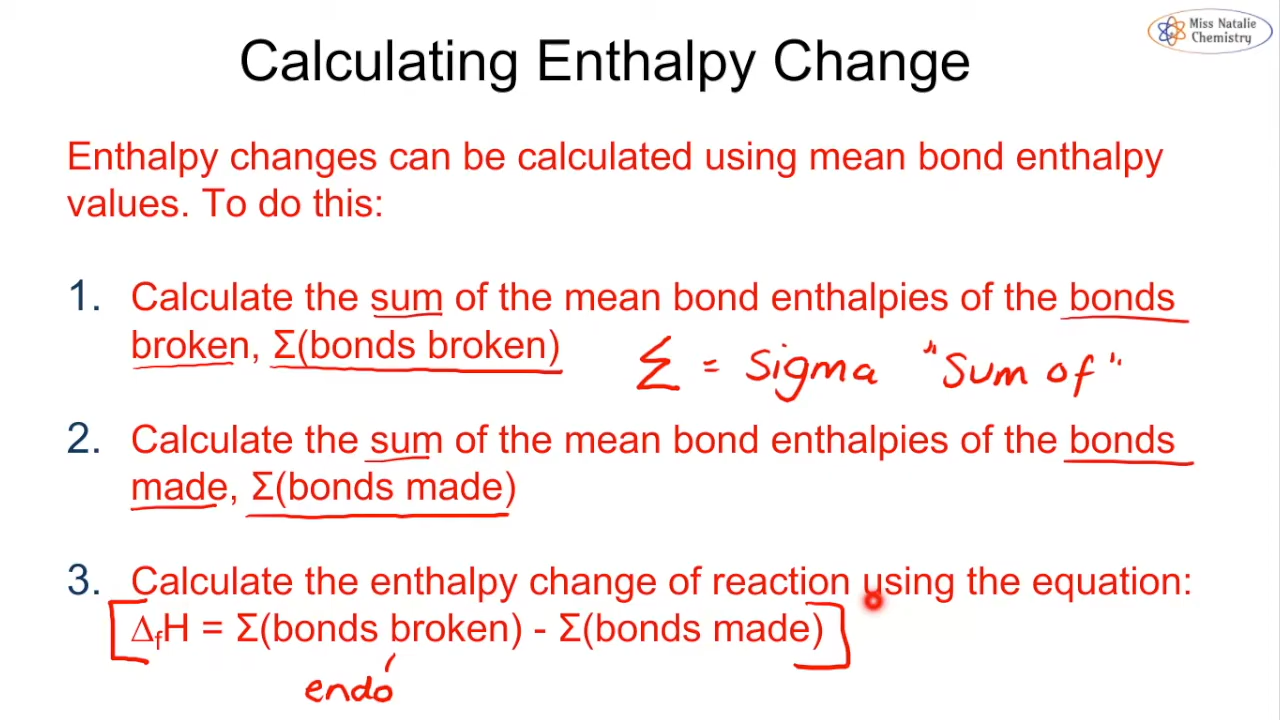 Miss Natalie
Chemistry
Calculating Enthalpy Change
Enthalpy changes can be calculated using mean bond enthalpy
values. To do this:
1. Calculate the sum of the mean bond enthalpies of the bonds
broken, Σ(bonds broken)
Σ = Sigma "Sum of"
2. Calculate the sum of the mean bond enthalpies of the bonds
made, Σ(bonds made)
3. Calculate the enthalpy change of reaction using the equation:
[ΔfH = Σ(bonds broken) - Σ(bonds made)]
endo